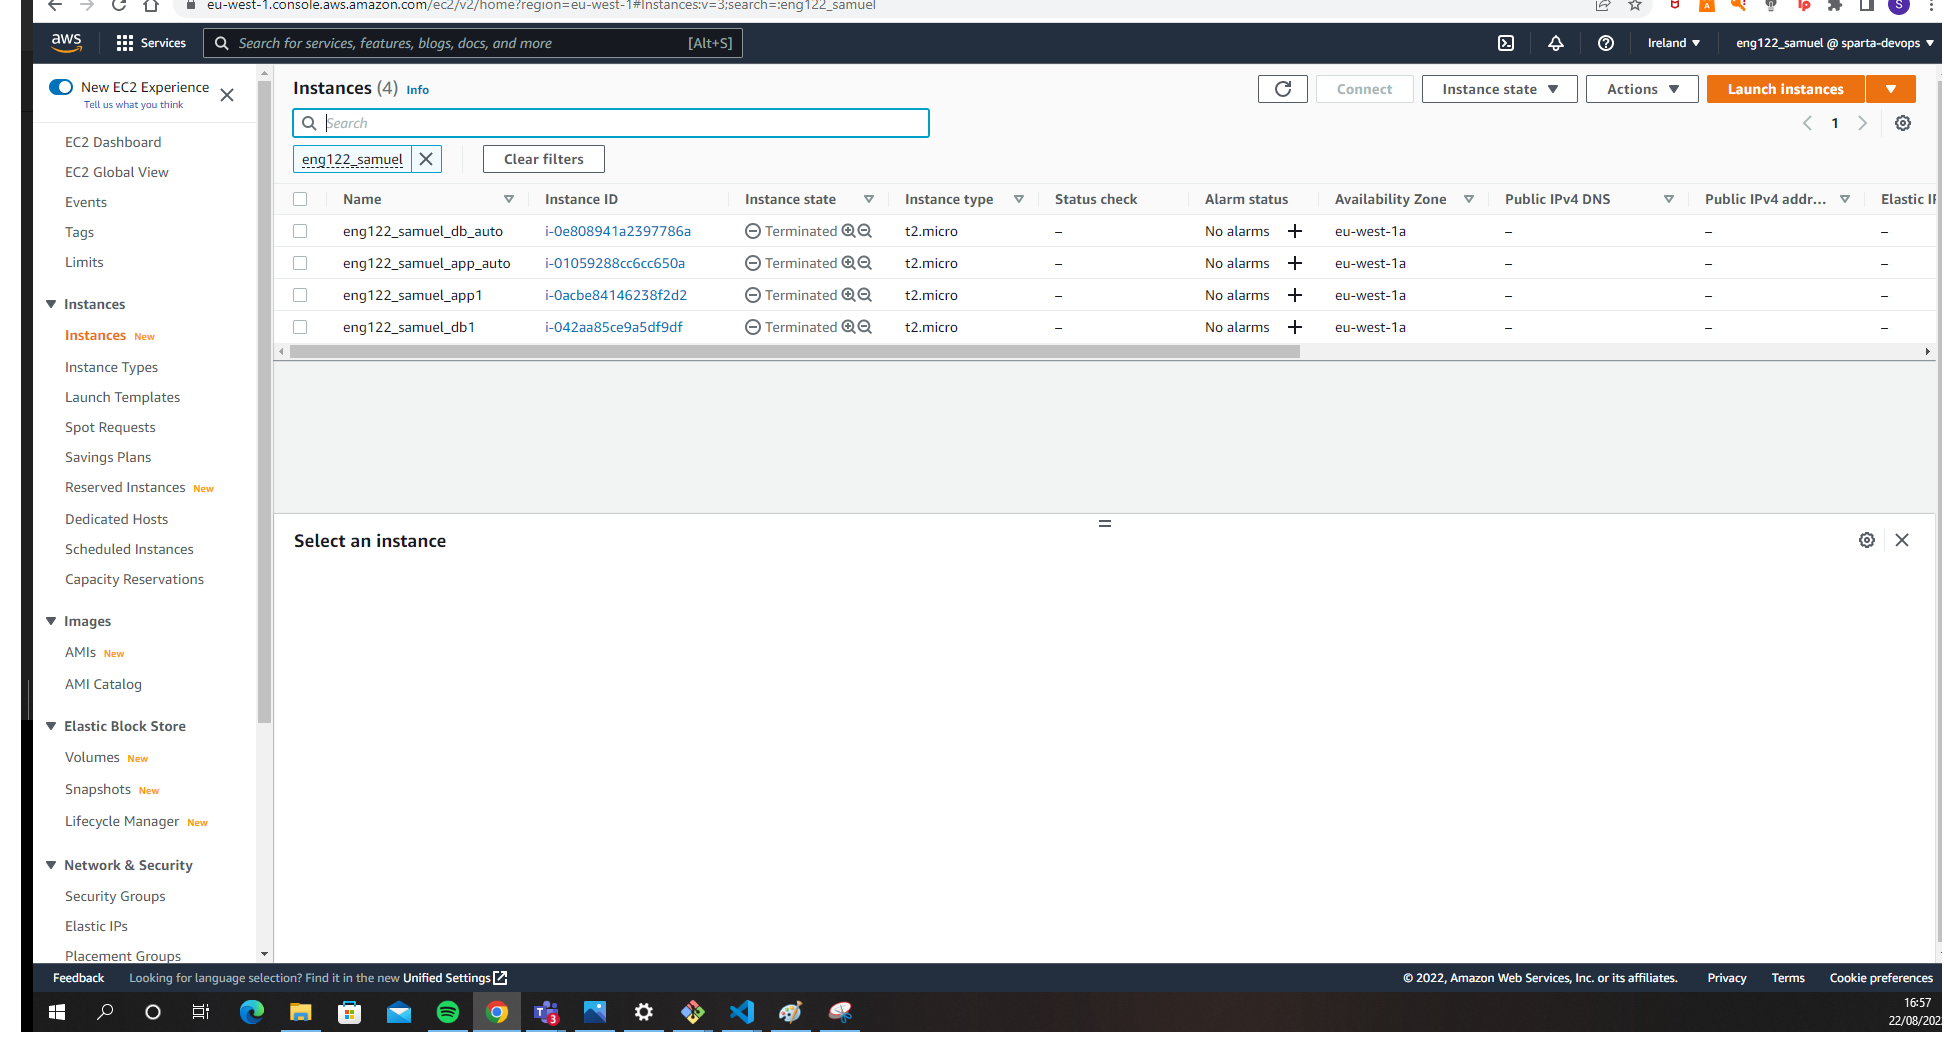 eu-west-1.console.aws.amazon.com/ec2/v2/home?region=eu-west-1#Instances:v=3;search=:eng122_samuel
S
aws Services Search for services, features, blogs, docs, and more [Alt+S] Ireland eng122_samuel @ sparta-devops
New EC2 Experience
Tell us what you think
EC2 Dashboard
EC2 Global View
Events
Tags
Limits
Instances
Instances New
Instance Types
Launch Templates
Spot Requests
Savings Plans
Reserved Instances New
Dedicated Hosts
Scheduled Instances
Capacity Reservations
Images
AMIs New
AMI Catalog
Elastic Block Store
Volumes New
Snapshots New
Lifecycle Manager New
Network & Security
Security Groups
Elastic IPs
Placement Groups
Instances (4) Info Connect Instance state Actions Launch instances
Search 1
eng122_samuel Clear filters
Name Instance ID Instance state Instance type Status check Alarm status Availability Zone Public IPv4 DNS Public IPv4 addr... Elastic IP
eng122_samuel_db_auto i-0e808941a2397786a Terminated t2.micro – No alarms + eu-west-1a – – –
eng122_samuel_app_auto i-01059288cc6cc650a Terminated t2.micro – No alarms + eu-west-1a – – –
eng122_samuel_app1 i-0acbe84146238f2d2 Terminated t2.micro – No alarms + eu-west-1a – – –
eng122_samuel_db1 i-042aa85ce9a5df9df Terminated t2.micro – No alarms + eu-west-1a – – –
Select an instance
Feedback Looking for language selection? Find it in the new Unified Settings © 2022, Amazon Web Services, Inc. or its affiliates. Privacy Terms Cookie preferences
3
16:57
22/08/202